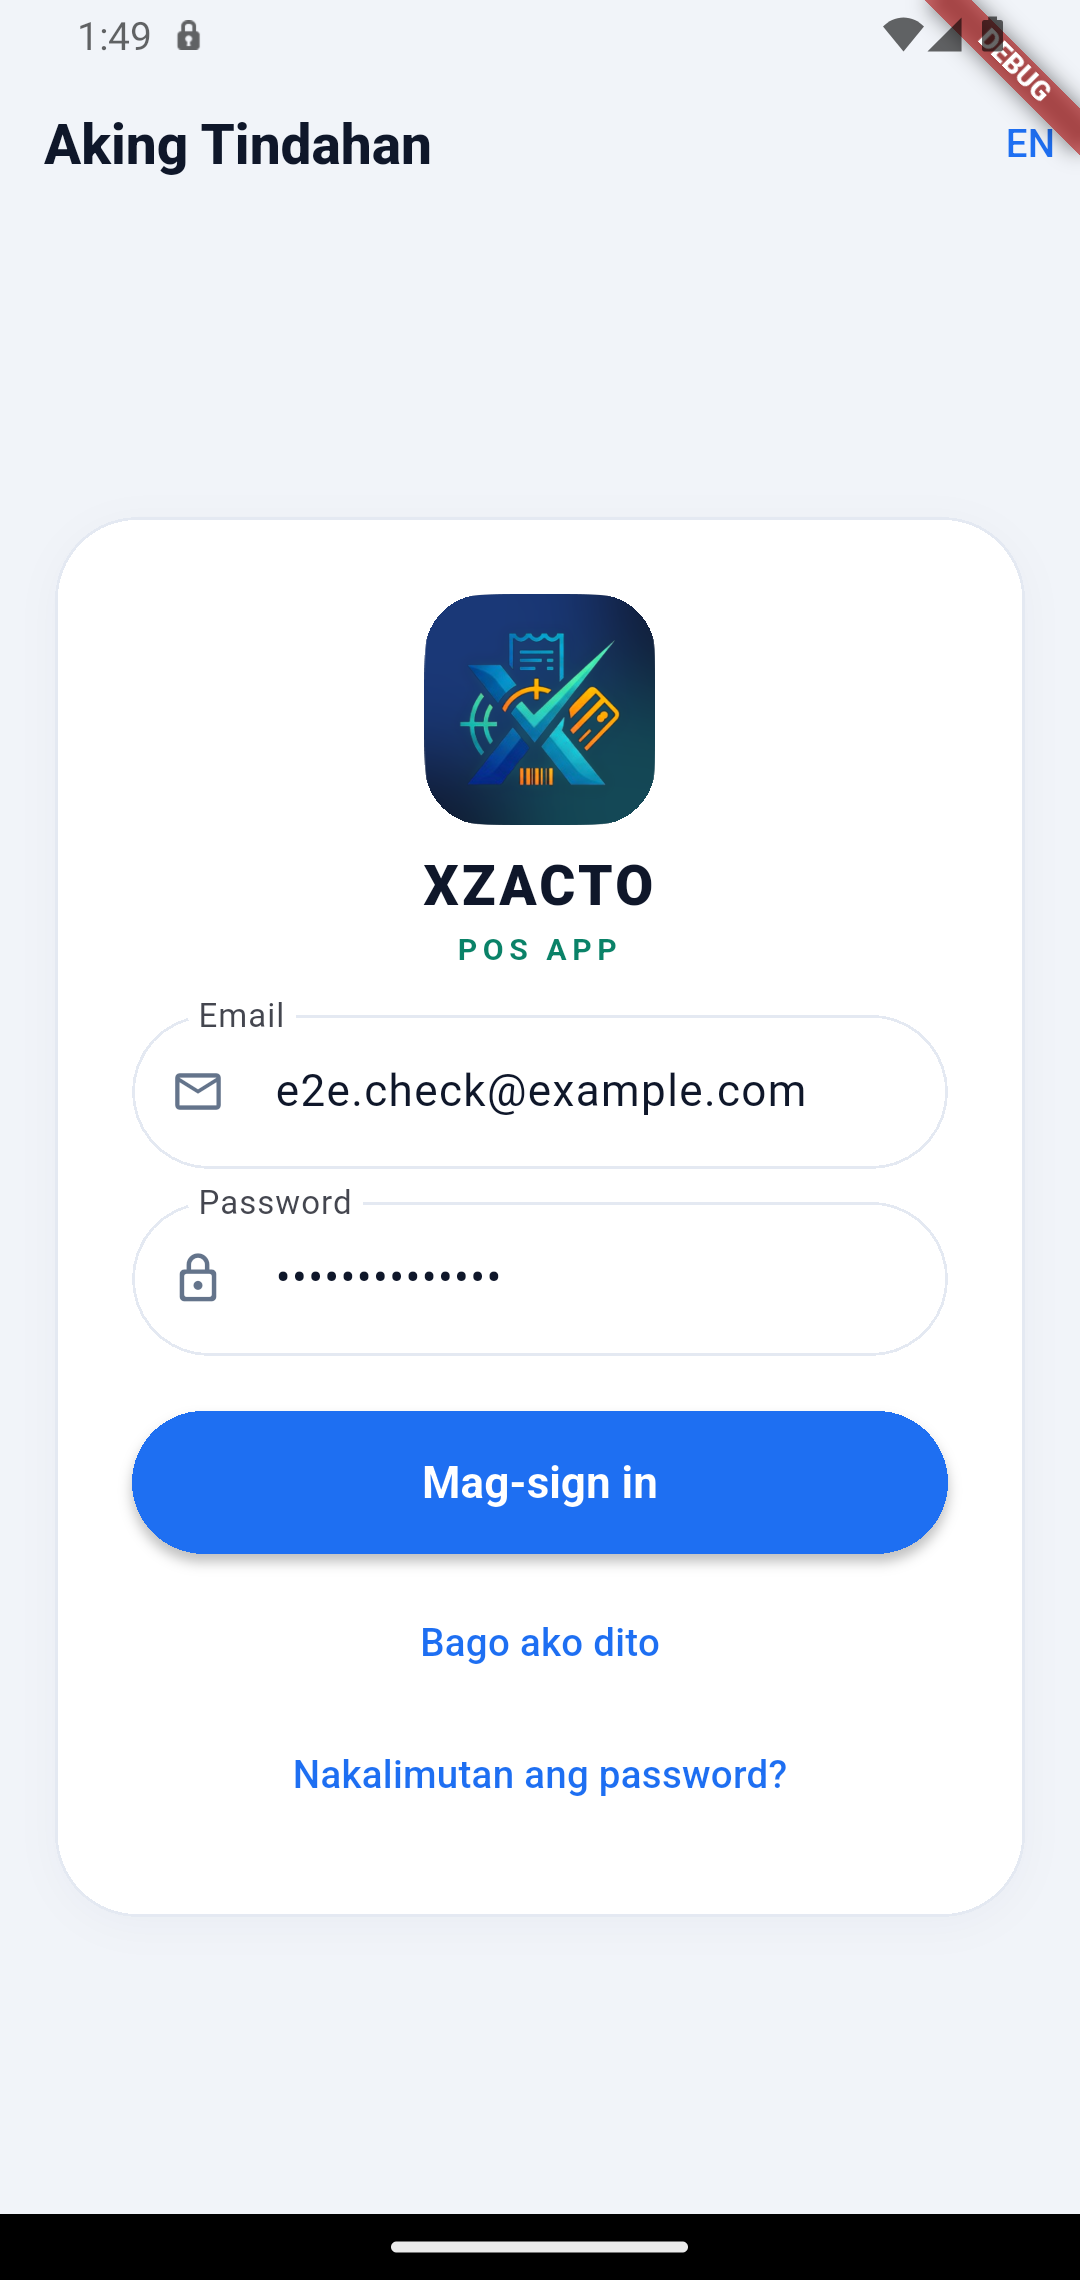 1:49
DEBUG
Aking Tindahan
EN
XZACTO
POS APP
Email
e2e.check@example.com
Password
••••••••••••••
Mag-sign in
Bago ako dito
Nakalimutan ang password?